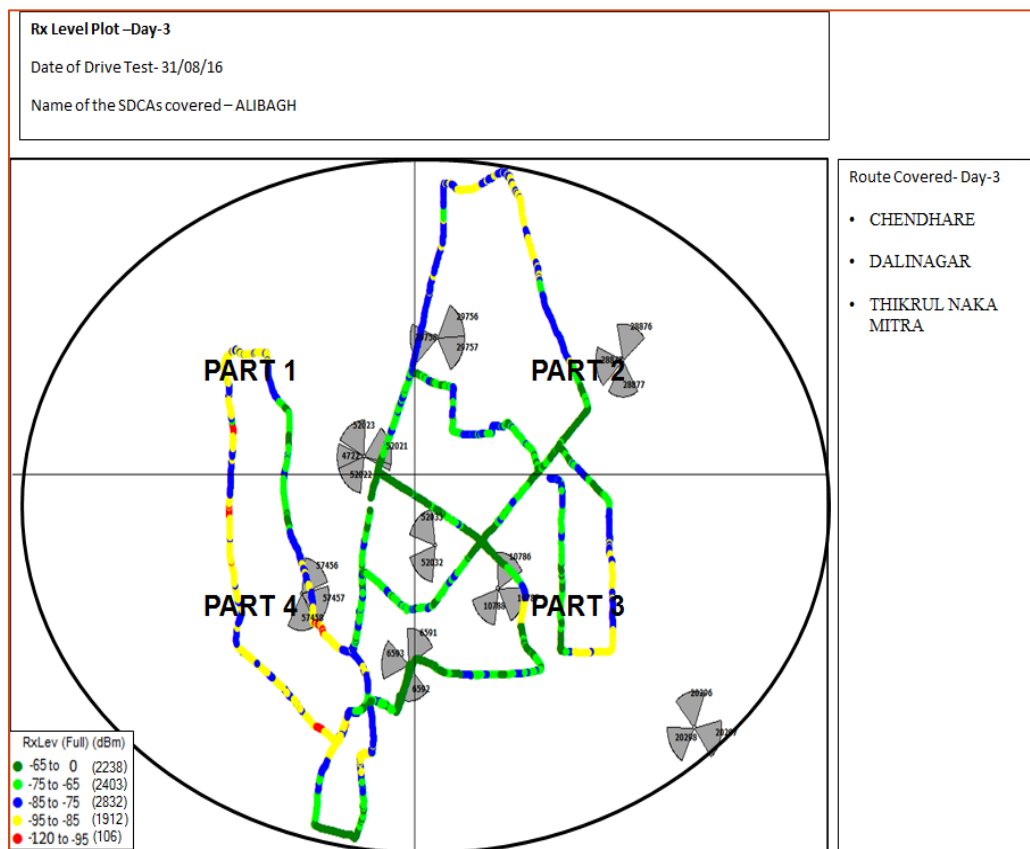 Rx Level Plot –Day-3
Date of Drive Test- 31/08/16
Name of the SDCAs covered – ALIBAGH
Route Covered- Day-3
• CHENDHARE
• DALINAGAR
• THIKRUL NAKA
MITRA
29756
29757
28876
28877
PART 1
PART 2
52023
52021
4722
52022
52033
52032
10786
10788
57456
57457
57458
PART 4
PART 3
6591
6593
6592
20296
20297
20298
RxLev (Full) (dBm)
-65 to 0 (2238)
-75 to -65 (2403)
-85 to -75 (2832)
-95 to -85 (1912)
-120 to -95 (106)